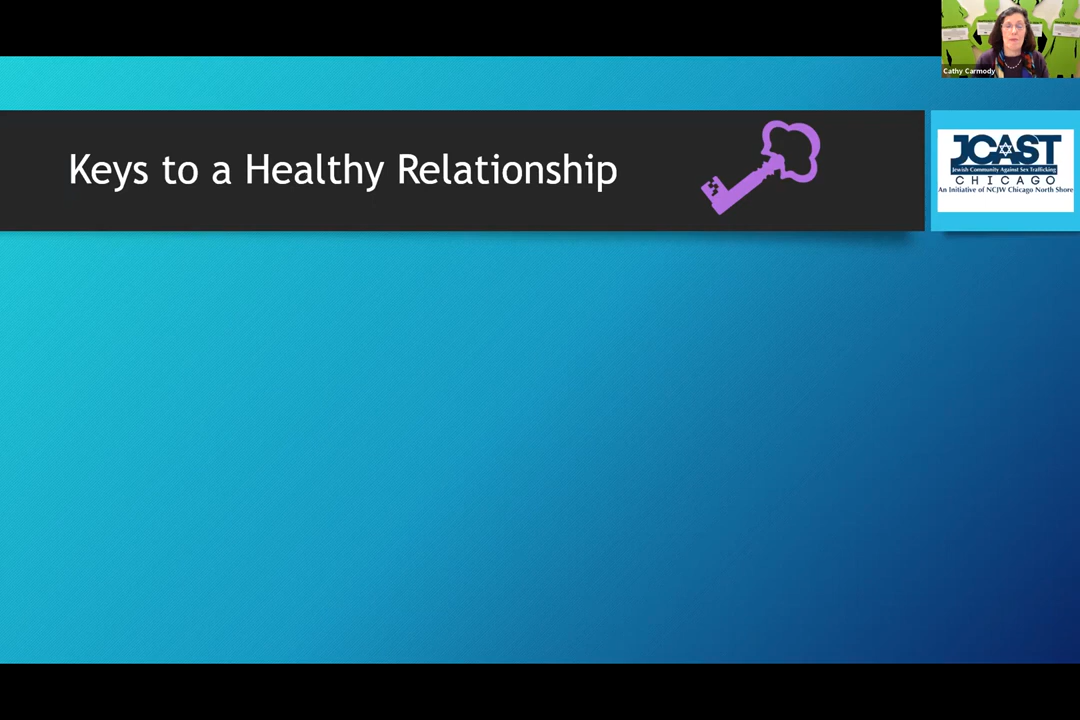 Cathy Carmody
Keys to a Healthy Relationship
JCAST
Jewish Community Against Sex Trafficking
CHICAGO
An Initiative of NCJW Chicago North Shore